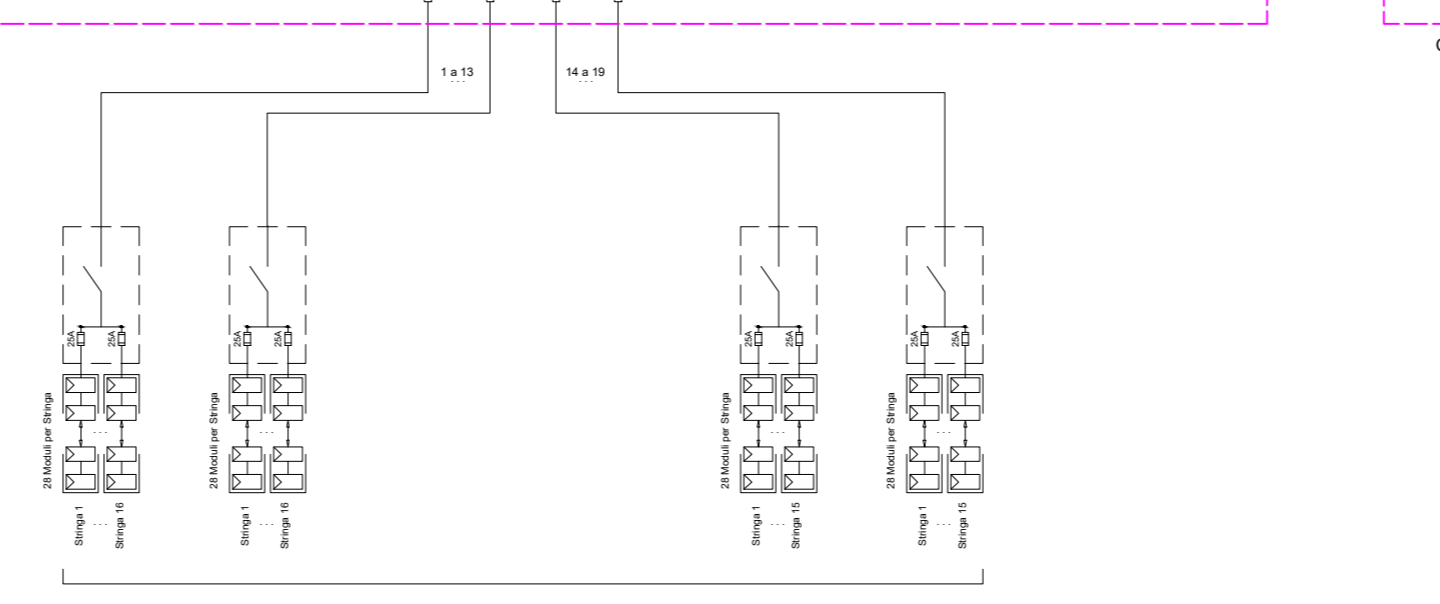 1 a 13
. . .
14 a 19
. . .
25A
25A
25A
25A
25A
25A
25A
25A
28 Moduli per Stringa
. . .
28 Moduli per Stringa
. . .
28 Moduli per Stringa
. . .
28 Moduli per Stringa
. . .
Stringa 1
. . .
Stringa 16
Stringa 1
. . .
Stringa 16
Stringa 1
. . .
Stringa 15
Stringa 1
. . .
Stringa 15